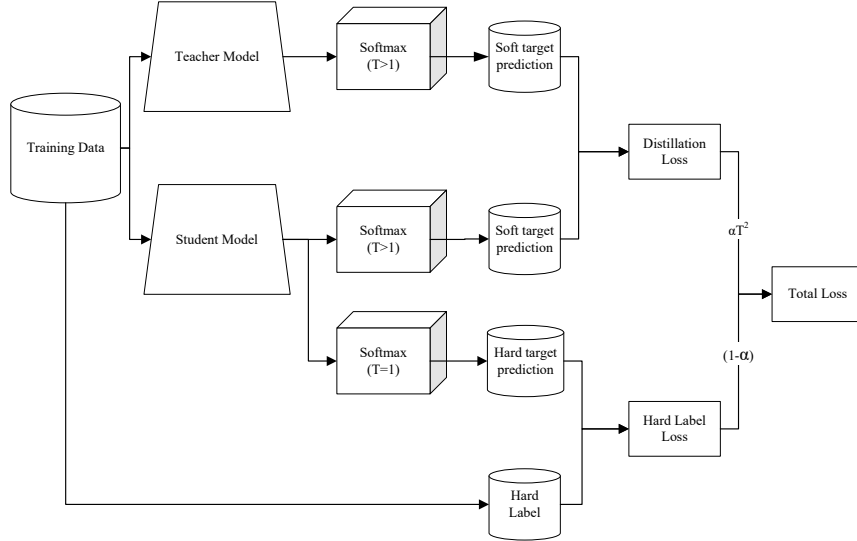 Teacher Model
Softmax
(T>1)
Soft target
prediction
Training Data
Distillation
Loss
Student Model
Softmax
(T>1)
Soft target
prediction
αT²
Total Loss
Softmax
(T=1)
Hard target
prediction
(1-α)
Hard Label
Loss
Hard
Label